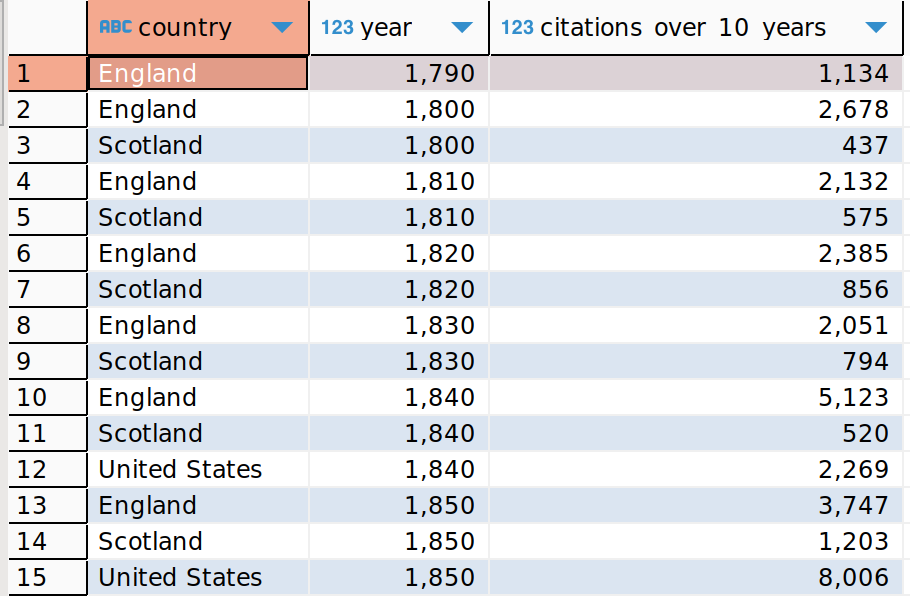 ABC country 123 year 123 citations over 10 years
1 England 1,790 1,134
2 England 1,800 2,678
3 Scotland 1,800 437
4 England 1,810 2,132
5 Scotland 1,810 575
6 England 1,820 2,385
7 Scotland 1,820 856
8 England 1,830 2,051
9 Scotland 1,830 794
10 England 1,840 5,123
11 Scotland 1,840 520
12 United States 1,840 2,269
13 England 1,850 3,747
14 Scotland 1,850 1,203
15 United States 1,850 8,006